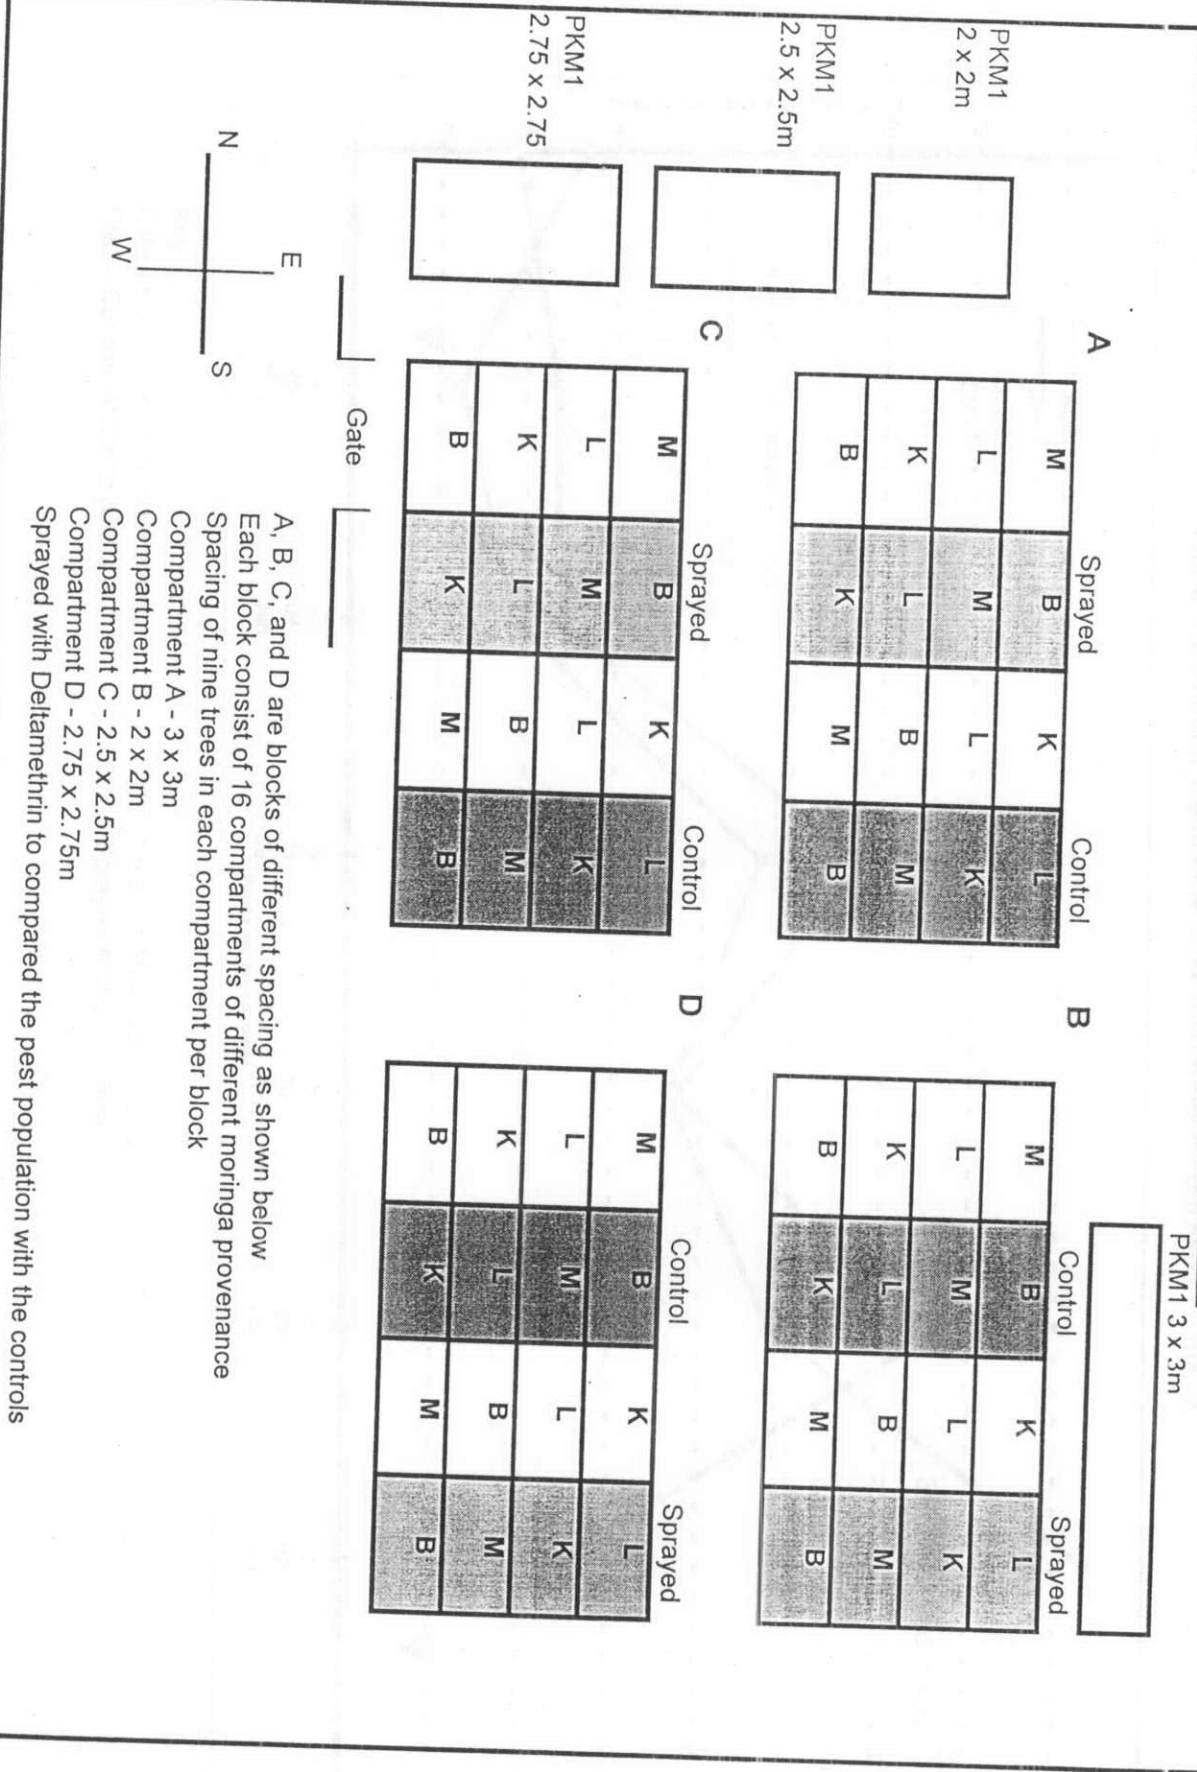 PKM1 3 x 3m
A
B
Sprayed Control
Control Sprayed
PKM1
2 x 2m
M B K L
L M L K
K L B M
B K M B
M B K L
L M L K
K L B M
B K M B
PKM1
2.5 x 2.5m
C
D
Sprayed Control
Control Sprayed
PKM1
2.75 x 2.75
M B K L
L M L K
K L B M
B K M B
M B K L
L M L K
K L B M
B K M B
Gate
E
N S
W
A, B, C, and D are blocks of different spacing as shown below
Each block consist of 16 compartments of different moringa provenance
Spacing of nine trees in each compartment per block
Compartment A - 3 x 3m
Compartment B - 2 x 2m
Compartment C - 2.5 x 2.5m
Compartment D - 2.75 x 2.75m
Sprayed with Deltamethrin to compared the pest population with the controls